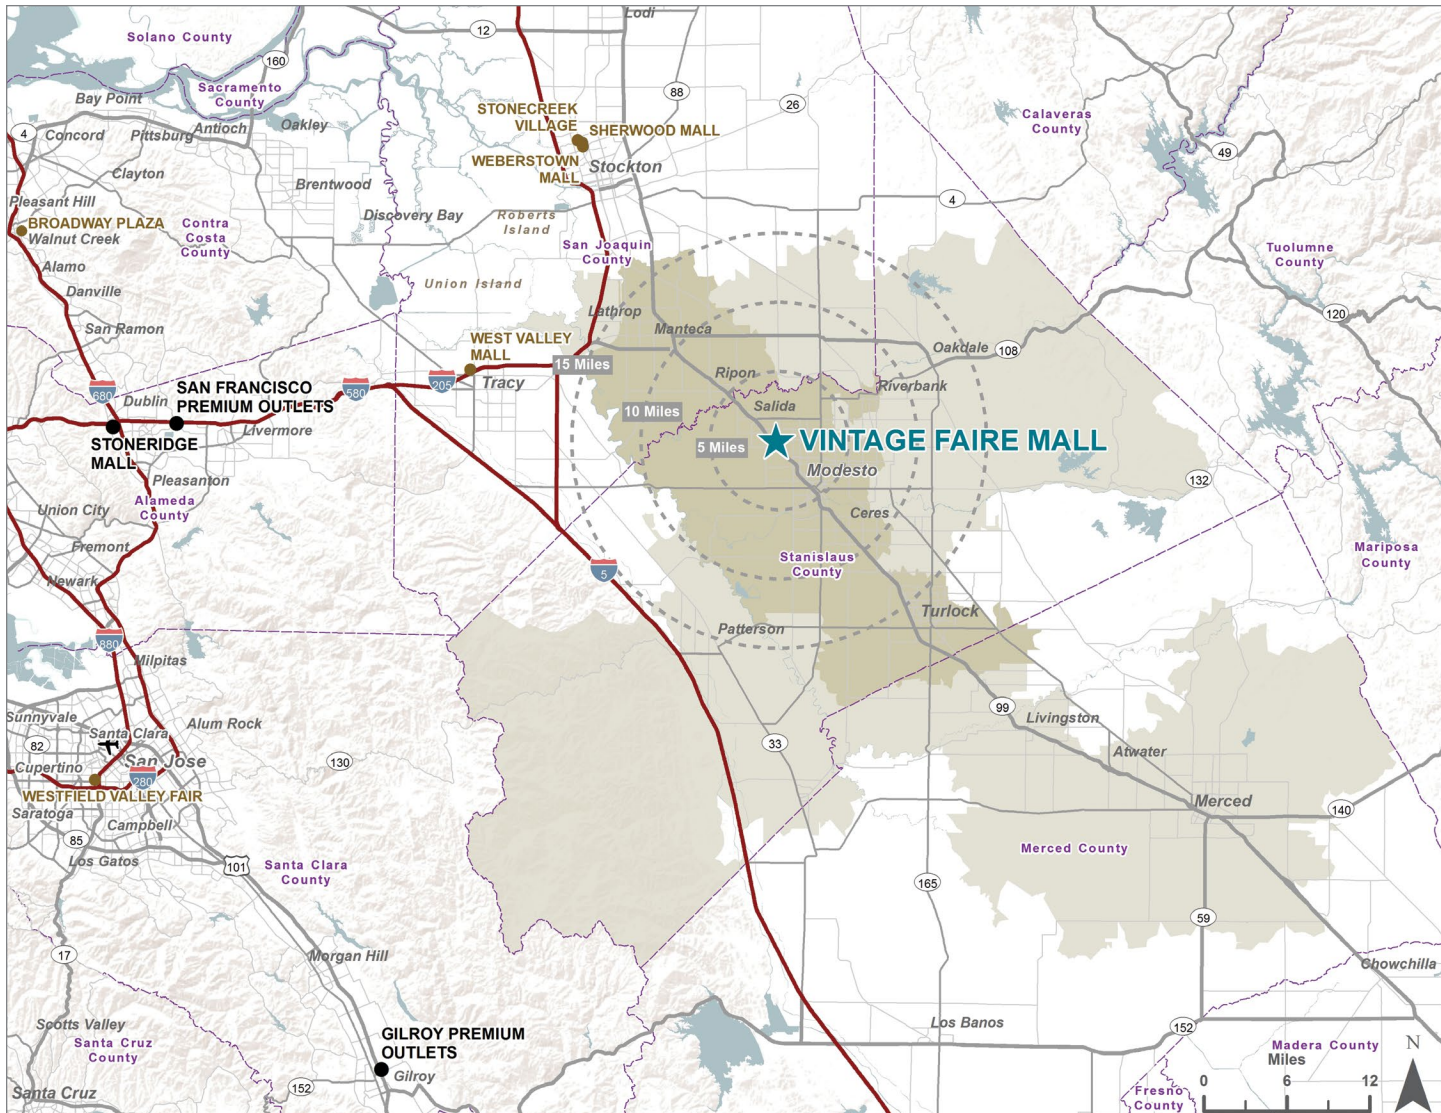 Lodi
Solano County
12
160
Sacramento
County
88
26
Bay Point
STONECREEK
VILLAGE
SHERWOOD MALL
Calaveras
County
4
Concord
Pittsburg
Antioch
Oakley
WEBERSTOWN
MALL
Stockton
49
Clayton
Brentwood
Pleasant Hill
4
BROADWAY PLAZA
Walnut Creek
Contra
Costa
County
Discovery Bay
Roberts
Island
San Joaquin
County
Tuolumne
County
Alamo
Danville
Union Island
Lathrop
120
San Ramon
Manteca
WEST VALLEY
MALL
Oakdale
108
15 Miles
Ripon
680
SAN FRANCISCO
PREMIUM OUTLETS
580
205
Tracy
Riverbank
Dublin
Salida
10 Miles
Livermore
STONERIDGE
MALL
5 Miles
VINTAGE FAIRE MALL
Modesto
Pleasanton
132
Alameda
County
Union City
Ceres
Fremont
Mariposa
County
Newark
5
Stanislaus
County
Turlock
880
Patterson
Milpitas
99
Sunnyvale
Alum Rock
Livingston
Santa Clara
82
33
Atwater
Cupertino
San Jose
130
280
WESTFIELD VALLEY FAIR
Merced
140
Saratoga
Campbell
85
Los Gatos
101
Santa Clara
County
Merced County
165
59
17
Morgan Hill
Chowchilla
Scotts Valley
Santa Cruz
County
GILROY PREMIUM
OUTLETS
Los Banos
152
Madera County
N
Miles
Gilroy
152
0
6
12
Santa Cruz
Fresno
County